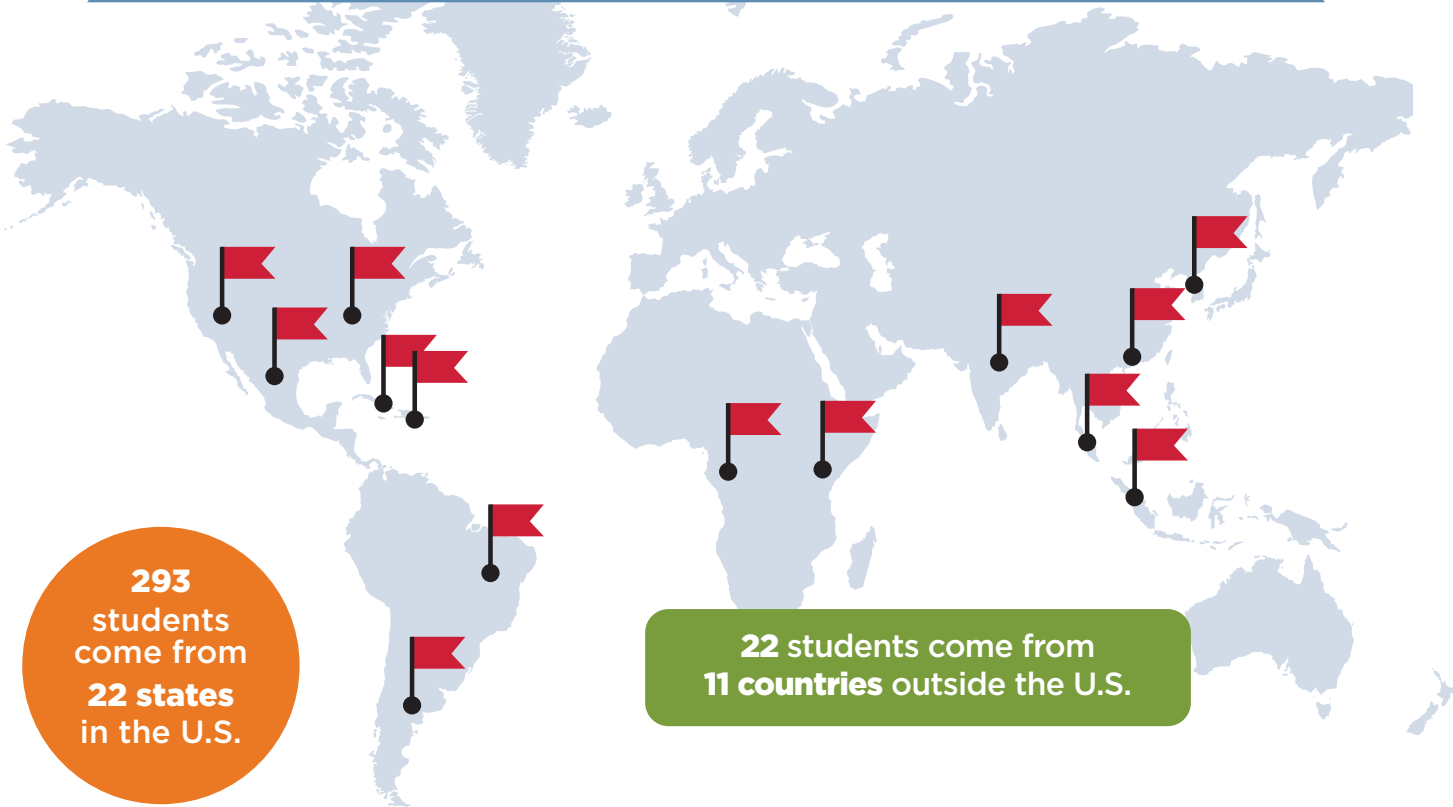 293
students
come from
22 states
in the U.S.
22 students come from
11 countries outside the U.S.